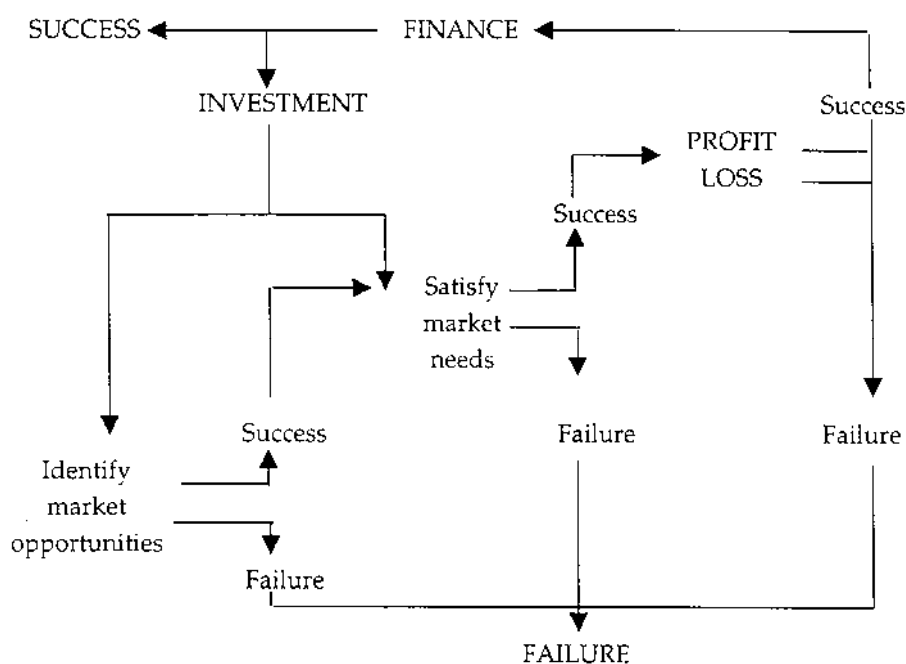 SUCCESS FINANCE
INVESTMENT
Success
PROFIT
LOSS
Success
Satisfy
market
needs
Success
Failure
Failure
Identify
market
opportunities
Failure
FAILURE